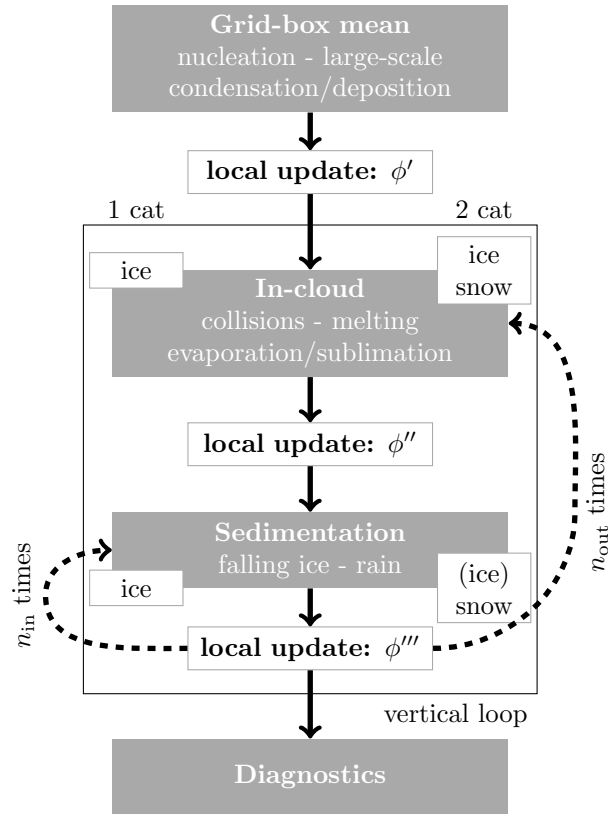 Grid-box mean
nucleation - large-scale
condensation/deposition
local update: ϕ′
1 cat
2 cat
ice
ice
snow
In-cloud
collisions - melting
evaporation/sublimation
local update: ϕ′′
n_in times
n_out times
Sedimentation
falling ice - rain
ice
(ice)
snow
local update: ϕ′′′
vertical loop
Diagnostics